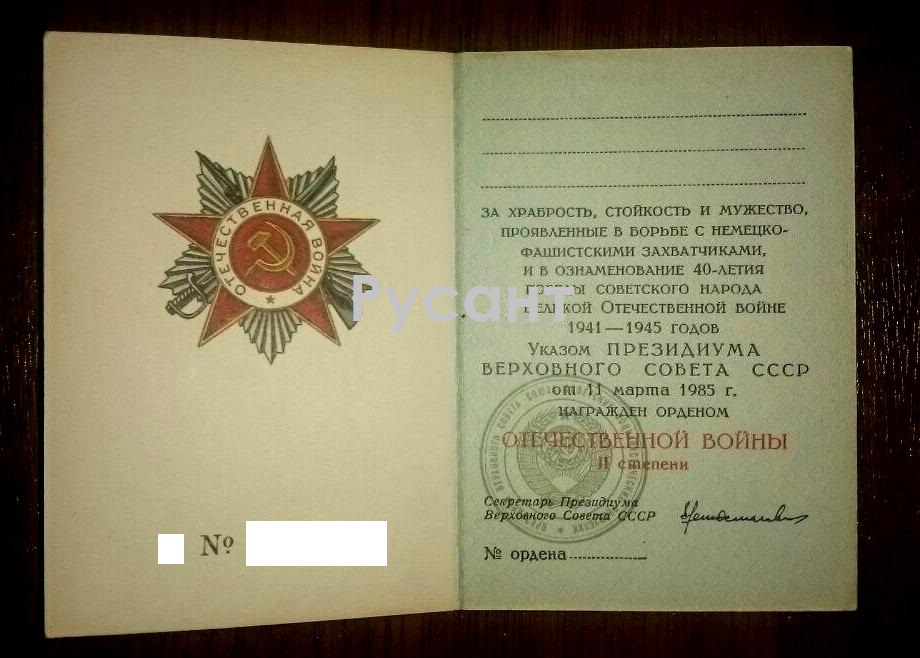 ОТЕЧЕСТВЕННАЯ ВОЙНА
№
ЗА ХРАБРОСТЬ, СТОЙКОСТЬ И МУЖЕСТВО,
ПРОЯВЛЕННЫЕ В БОРЬБЕ С НЕМЕЦКО-
ФАШИСТСКИМИ ЗАХВАТЧИКАМИ,
И В ОЗНАМЕНОВАНИЕ 40-ЛЕТИЯ
ПОБЕДЫ СОВЕТСКОГО НАРОДА
В ВЕЛИКОЙ ОТЕЧЕСТВЕННОЙ ВОЙНЕ
1941—1945 ГОДОВ
УКАЗОМ ПРЕЗИДИУМА
ВЕРХОВНОГО СОВЕТА СССР
от 11 марта 1985 г.
НАГРАЖДЕН ОРДЕНОМ
ОТЕЧЕСТВЕННОЙ ВОЙНЫ
II степени
Секретарь Президиума
Верховного Совета СССР
№ ордена
Русант